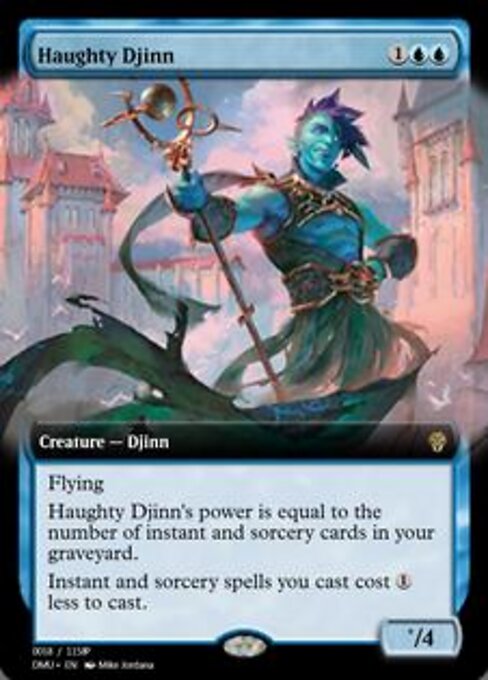 Haughty Djinn 1
Creature — Djinn
Flying
Haughty Djinn's power is equal to the
number of instant and sorcery cards in your
graveyard.
Instant and sorcery spells you cast cost 1
less to cast.
*/4
DMU • EN Mike Jordana